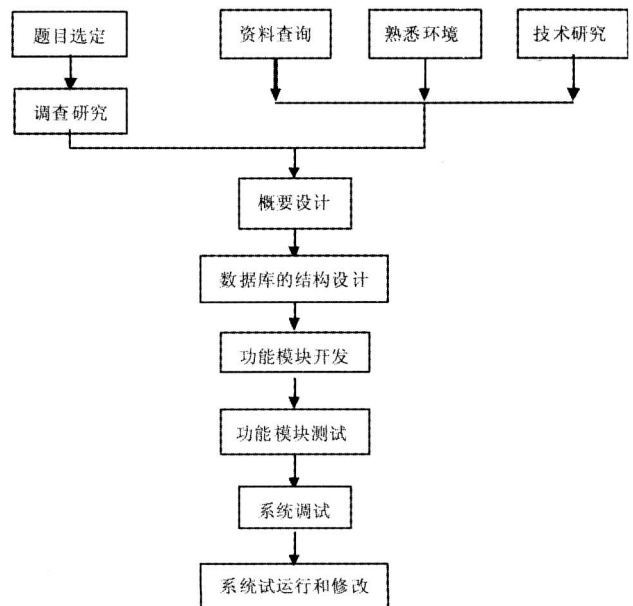 题目选定
资料查询
熟悉环境
技术研究
调查研究
概要设计
数据库的结构设计
功能模块开发
功能模块测试
系统调试
系统试运行和修改